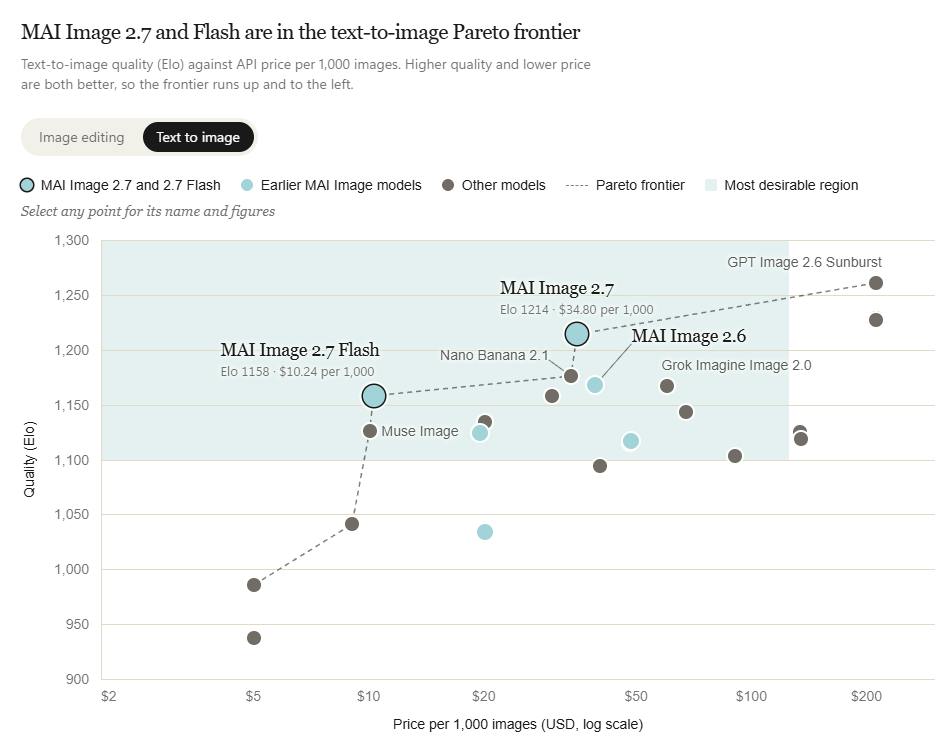 MAI Image 2.7 and Flash are in the text-to-image Pareto frontier
Text-to-image quality (Elo) against API price per 1,000 images. Higher quality and lower price
are both better, so the frontier runs up and to the left.
Image editing
Text to image
MAI Image 2.7 and 2.7 Flash
Earlier MAI Image models
Other models
Pareto frontier
Most desirable region
Select any point for its name and figures
1,300
GPT Image 2.6 Sunburst
1,250
MAI Image 2.7
Elo 1214 · $34.80 per 1,000
MAI Image 2.6
1,200
MAI Image 2.7 Flash
Elo 1158 · $10.24 per 1,000
Nano Banana 2.1
Grok Imagine Image 2.0
1,150
Muse Image
1,100
1,050
1,000
950
900
Quality (Elo)
$2
$5
$10
$20
$50
$100
$200
Price per 1,000 images (USD, log scale)